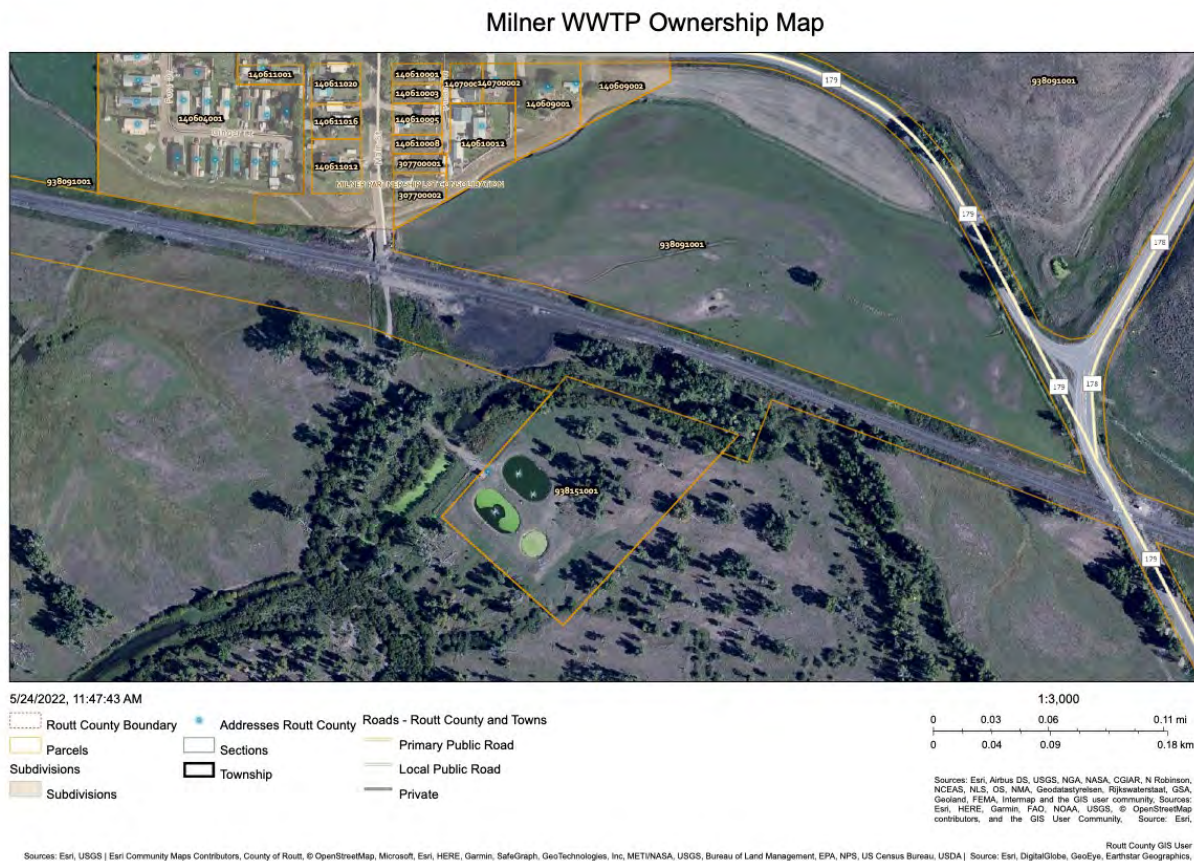 Milner WWTP Ownership Map
179
938091001
140611001
140611020
140610001
140700002
140609002
140609001
140610003
140604001
140611016
140610005
140610008
140610012
140611012
307700001
938091001
307700002
179
178
938091001
179
178
938151001
179
5/24/2022, 11:47:43 AM
Routt County Boundary
Parcels
Subdivisions
Subdivisions
Addresses Routt County
Sections
Township
Roads - Routt County and Towns
Primary Public Road
Local Public Road
Private
1:3,000
0 0.03 0.06 0.11 mi
0 0.04 0.09 0.18 km
Sources: Esri, Airbus DS, USGS, NGA, NASA, CGIAR, N Robinson,
NCEAS, NLS, OS, NMA, Geodatastyrelsen, Rijkswaterstaat, GSA,
Geoland, FEMA, Intermap and the GIS user community, Sources:
Esri, HERE, Garmin, FAO, NOAA, USGS, © OpenStreetMap
contributors, and the GIS User Community, Source: Esri,
Routt County GIS User
Sources: Esri, USGS | Esri Community Maps Contributors, County of Routt, © OpenStreetMap, Microsoft, Esri, HERE, Garmin, SafeGraph, GeoTechnologies, Inc, METI/NASA, USGS, Bureau of Land Management, EPA, NPS, US Census Bureau, USDA | Source: Esri, DigitalGlobe, GeoEye, Earthstar Geographics,